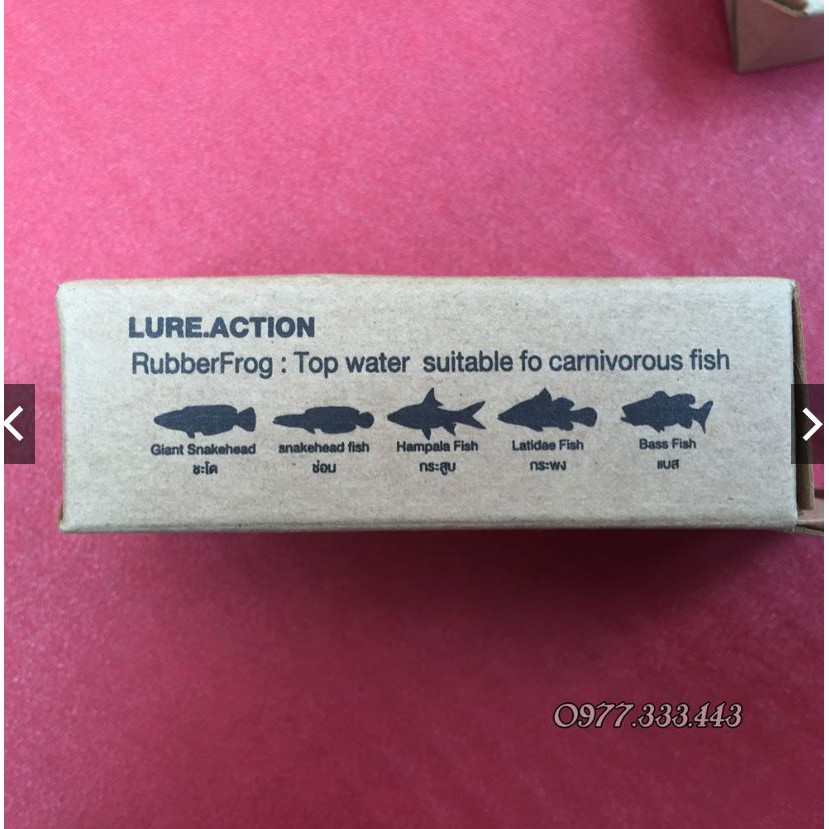 LURE.ACTION
RubberFrog : Top water suitable fo carnivorous fish
Giant Snakehead snakehead fish Hampala Fish Latidae Fish Bass Fish
ชะโด ช่อน กระสูบ กระพง แบส
0977.333.443